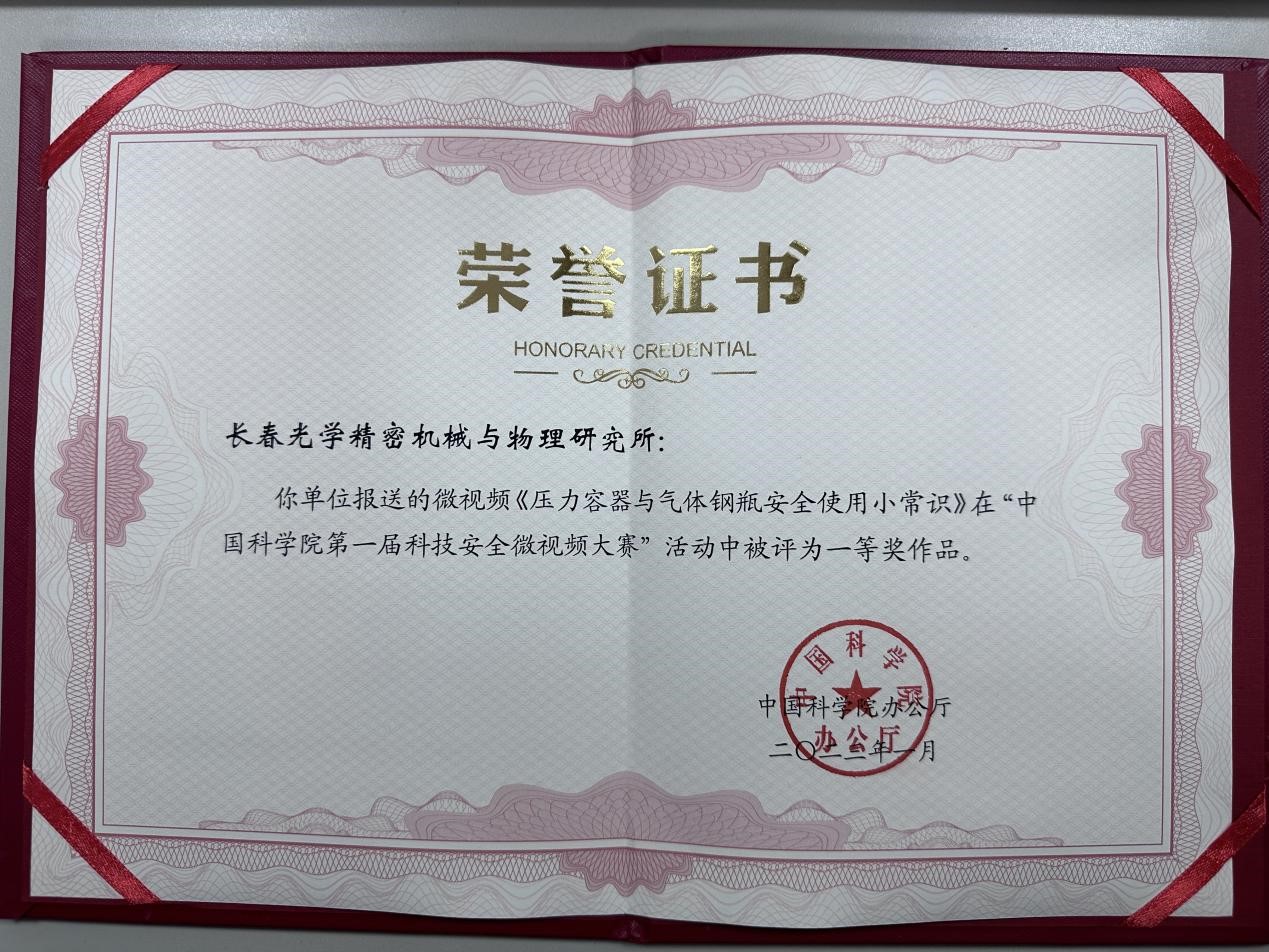 荣誉证书
HONORARY CREDENTIAL
长春光学精密机械与物理研究所:
你单位报送的微视频《压力容器与气体钢瓶安全使用小常识》在“中
国科学院第一届科技安全微视频大赛”活动中被评为一等奖作品。
中国科学院
办公厅
中国科学院办公厅
二〇二二年一月